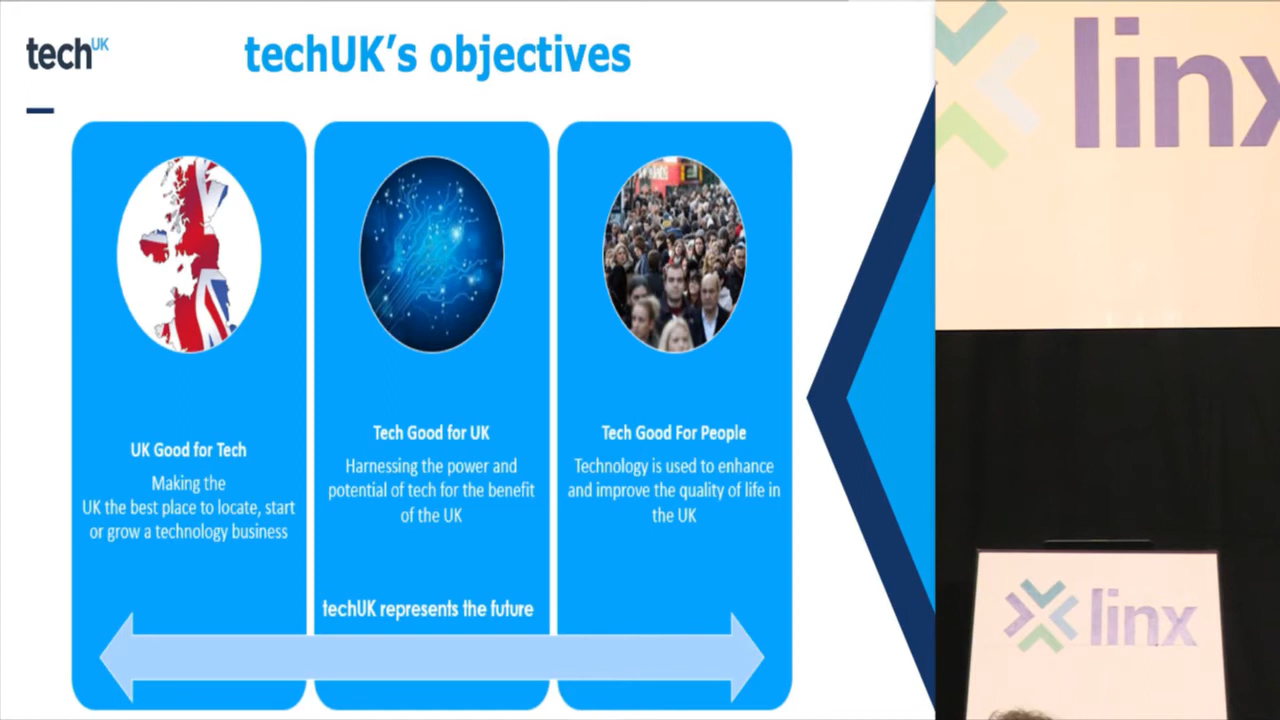 techUK
techUK's objectives
UK Good for Tech
Making the
UK the best place to locate, start
or grow a technology business
Tech Good for UK
Harnessing the power and
potential of tech for the benefit
of the UK
Tech Good For People
Technology is used to enhance
and improve the quality of life in
the UK
techUK represents the future
linx
linx